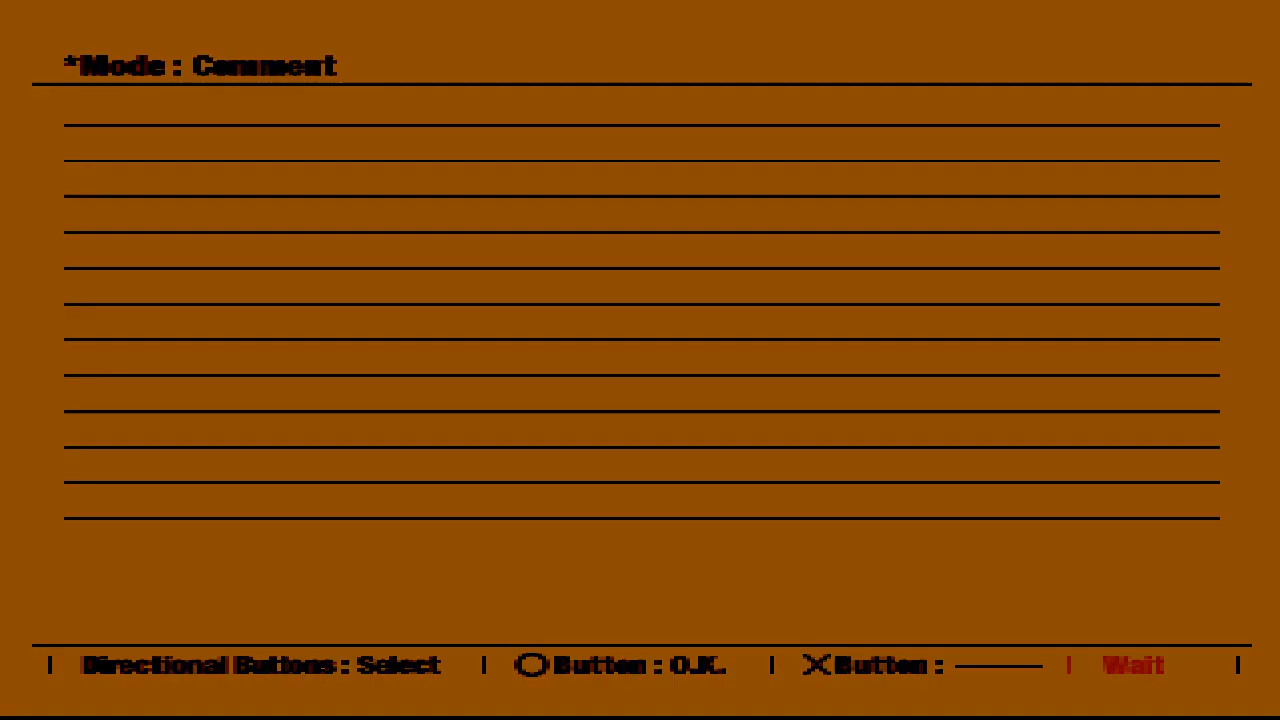 *Mode : Comment
| Directional Buttons : Select | ◯ Button : O.K. | ✕ Button : —— | Wait |